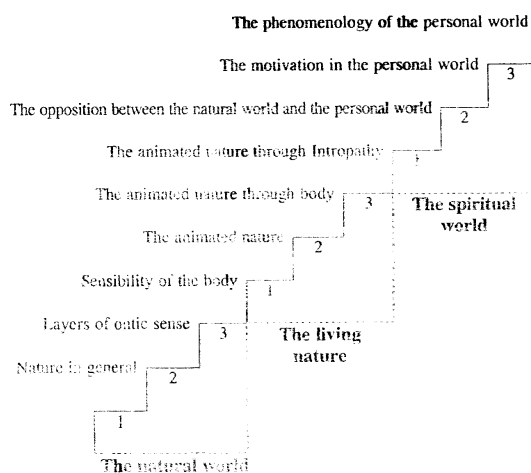 The phenomenology of the personal world
The motivation in the personal world
3
The opposition between the natural world and the personal world
2
The animated nature through Intropathy
1
The animated nature through body
3
The spiritual
world
The animated nature
2
Sensibility of the body
1
Layers of ontic sense
3
The living
nature
Nature in general
2
1
The natural world